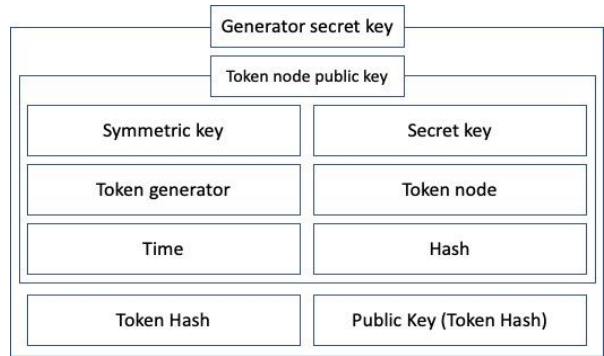 Generator secret key
Token node public key
Symmetric key
Secret key
Token generator
Token node
Time
Hash
Token Hash
Public Key (Token Hash)